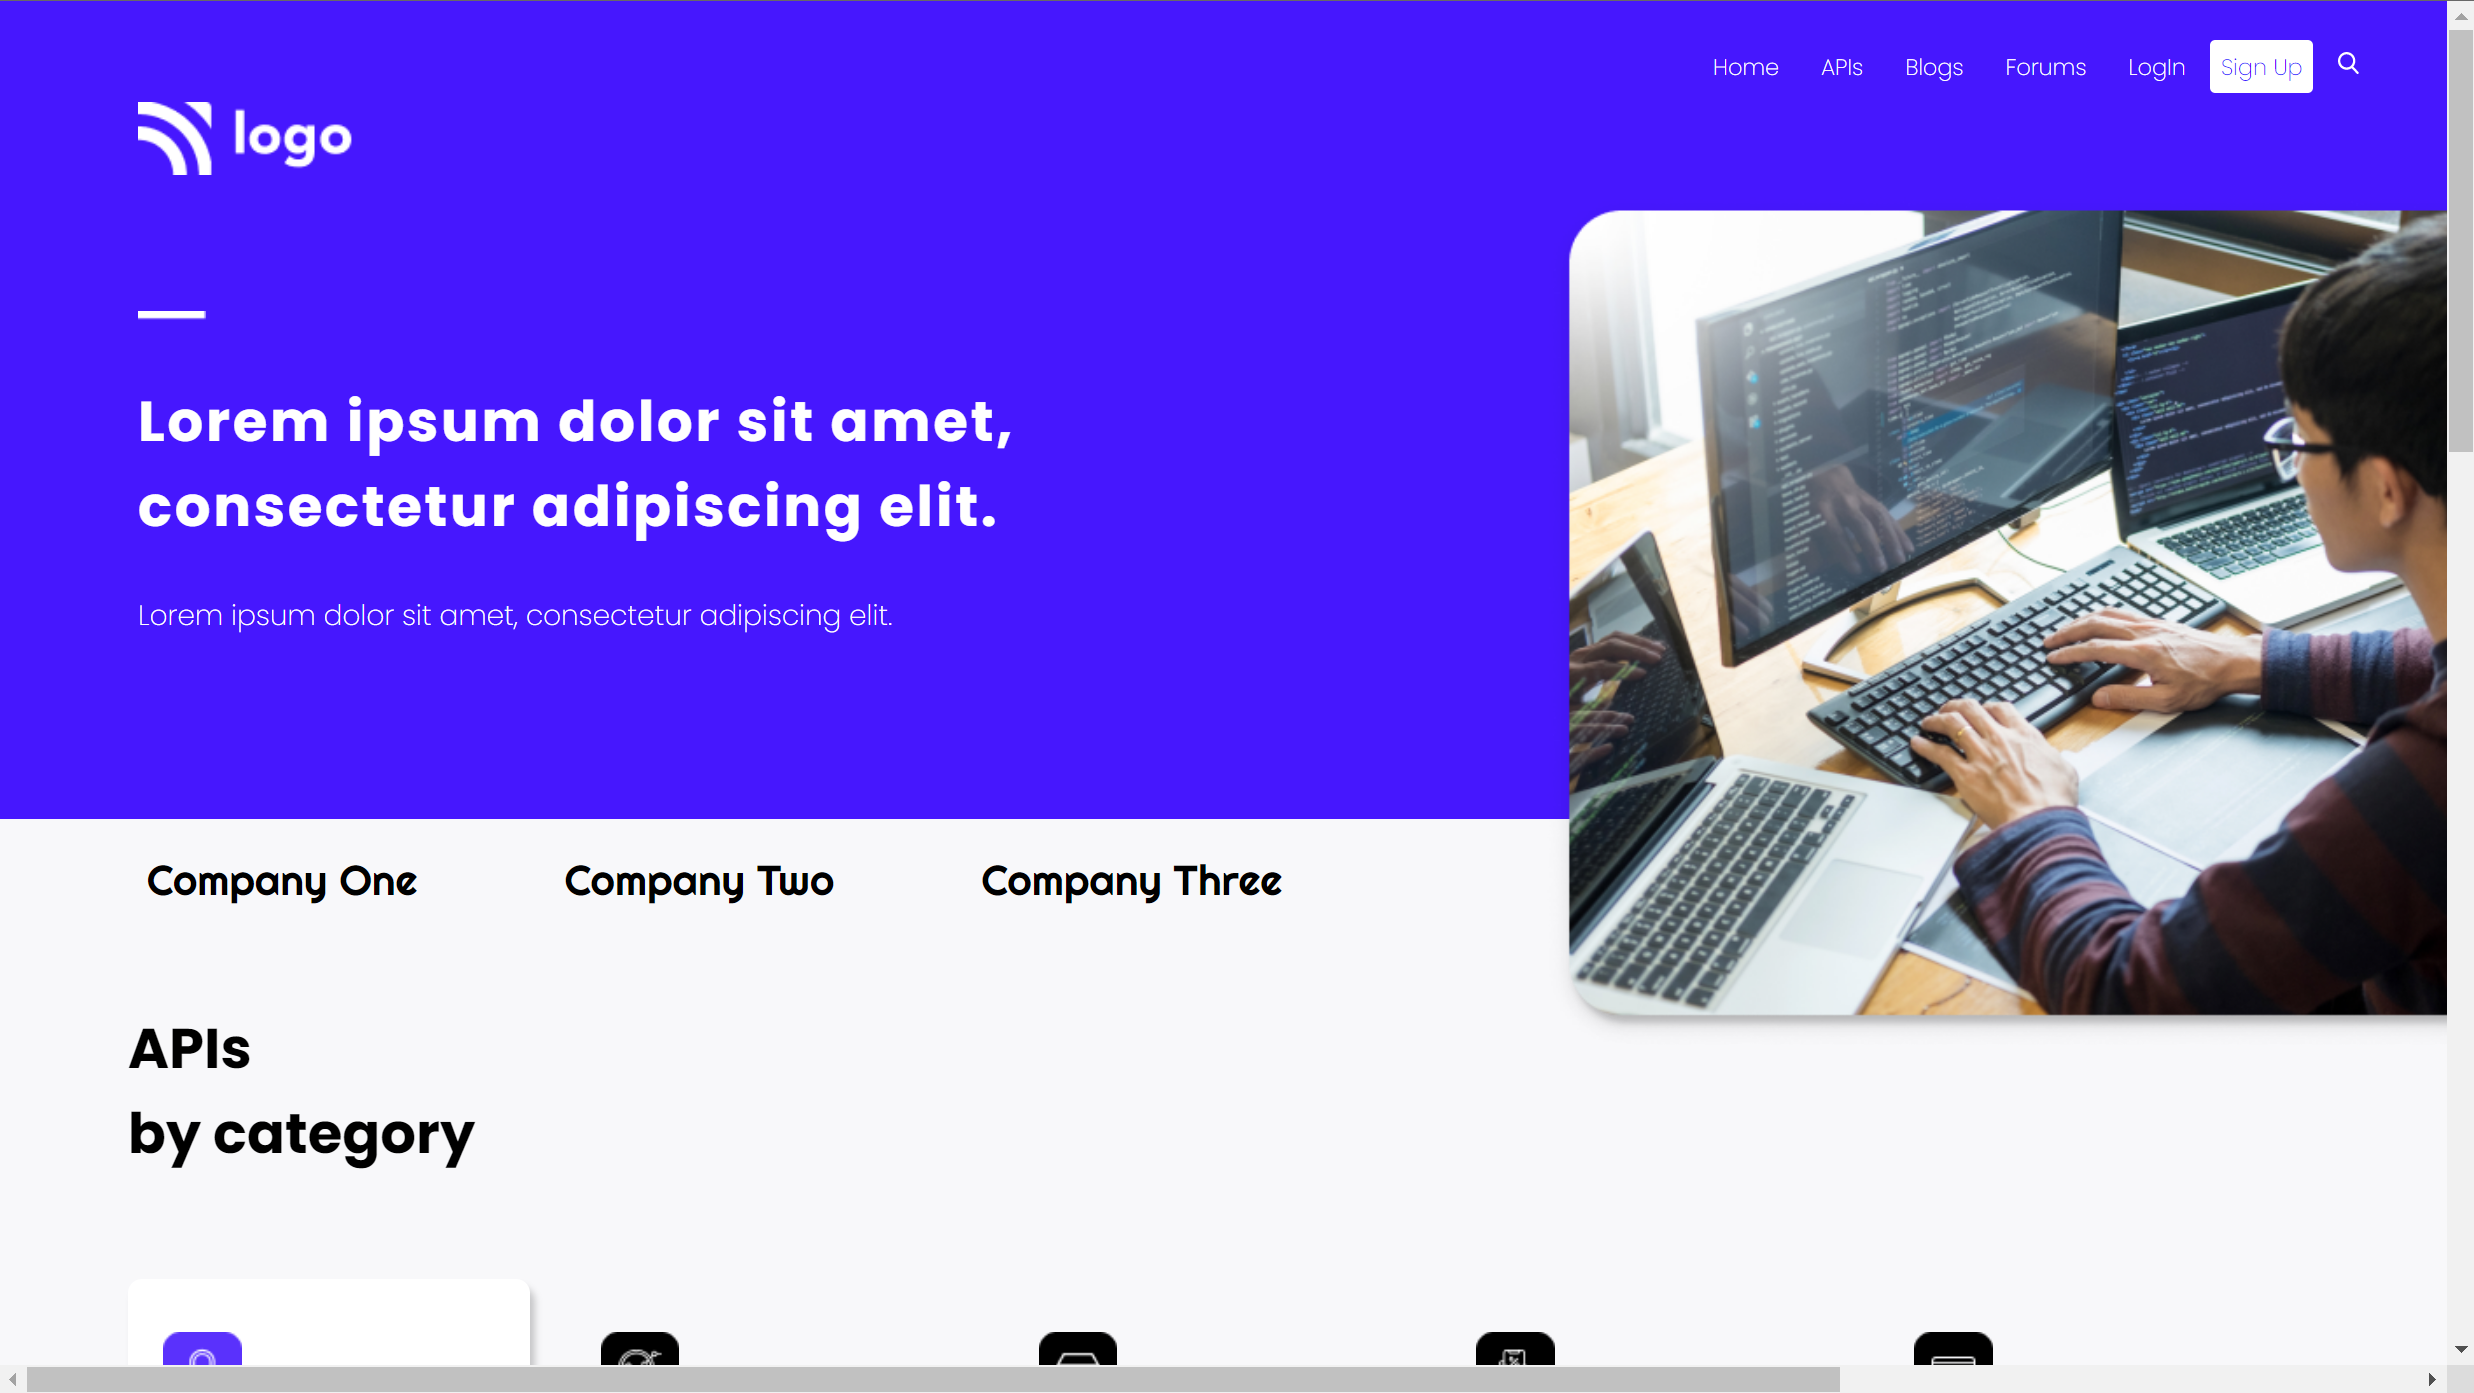 Home APIs Blogs Forums LogIn Sign Up
logo
Lorem ipsum dolor sit amet,
consectetur adipiscing elit.
Lorem ipsum dolor sit amet, consectetur adipiscing elit.
Company One Company Two Company Three
APIs
by category